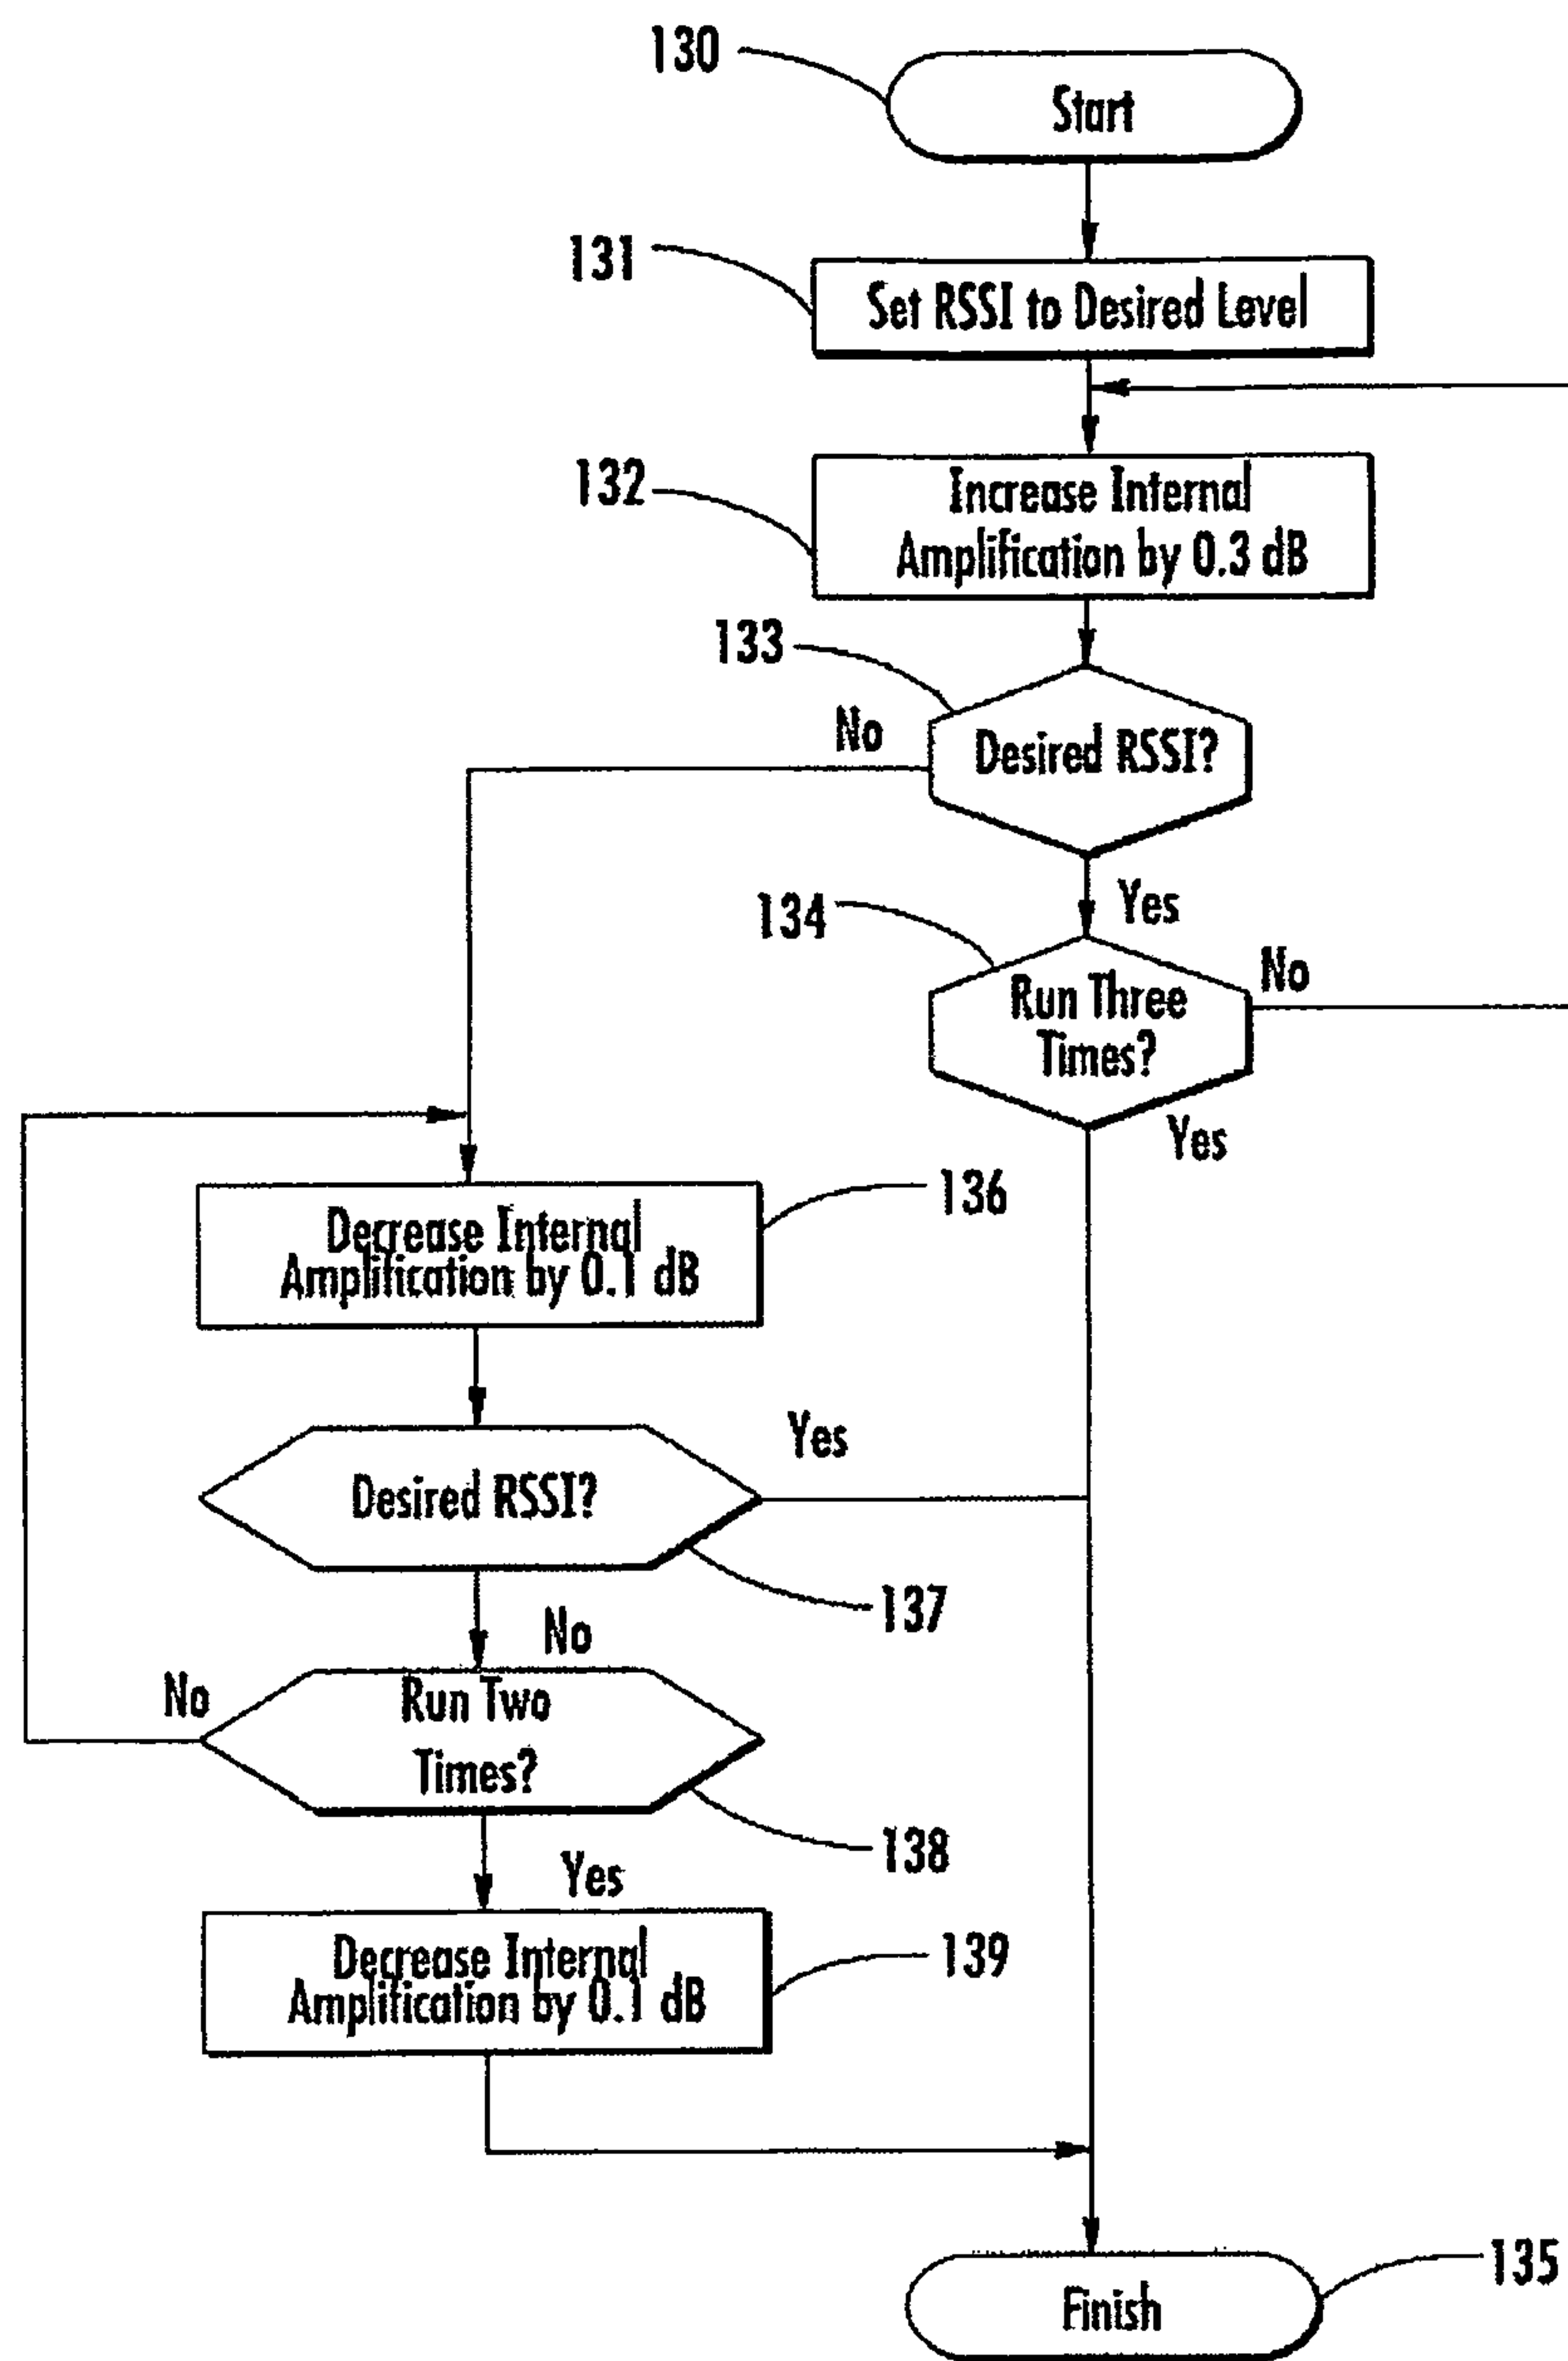 130
Start
131
Set RSSI to Desired Level
132
Increase Internal
Amplification by 0.3 dB
133
No
Desired RSSI?
Yes
134
No
Run Three
Times?
Yes
136
Decrease Internal
Amplification by 0.1 dB
Yes
Desired RSSI?
137
No
No
Run Two
Times?
138
Yes
139
Decrease Internal
Amplification by 0.1 dB
135
Finish